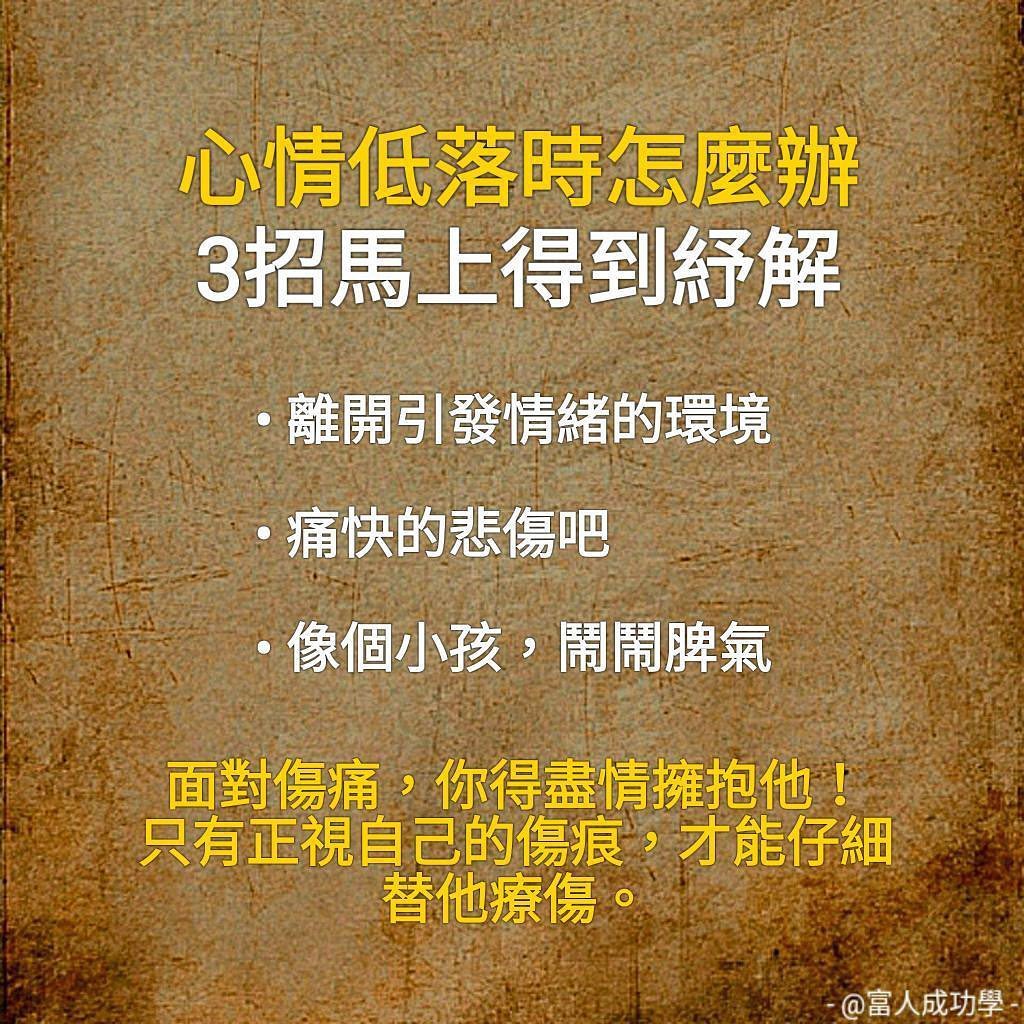 心情低落時怎麼辦
3招馬上得到紓解
• 離開引發情緒的環境
• 痛快的悲傷吧
• 像個小孩，鬧鬧脾氣
面對傷痛，你得盡情擁抱他！
只有正視自己的傷痕，才能仔細
替他療傷。
- @富人成功學 -